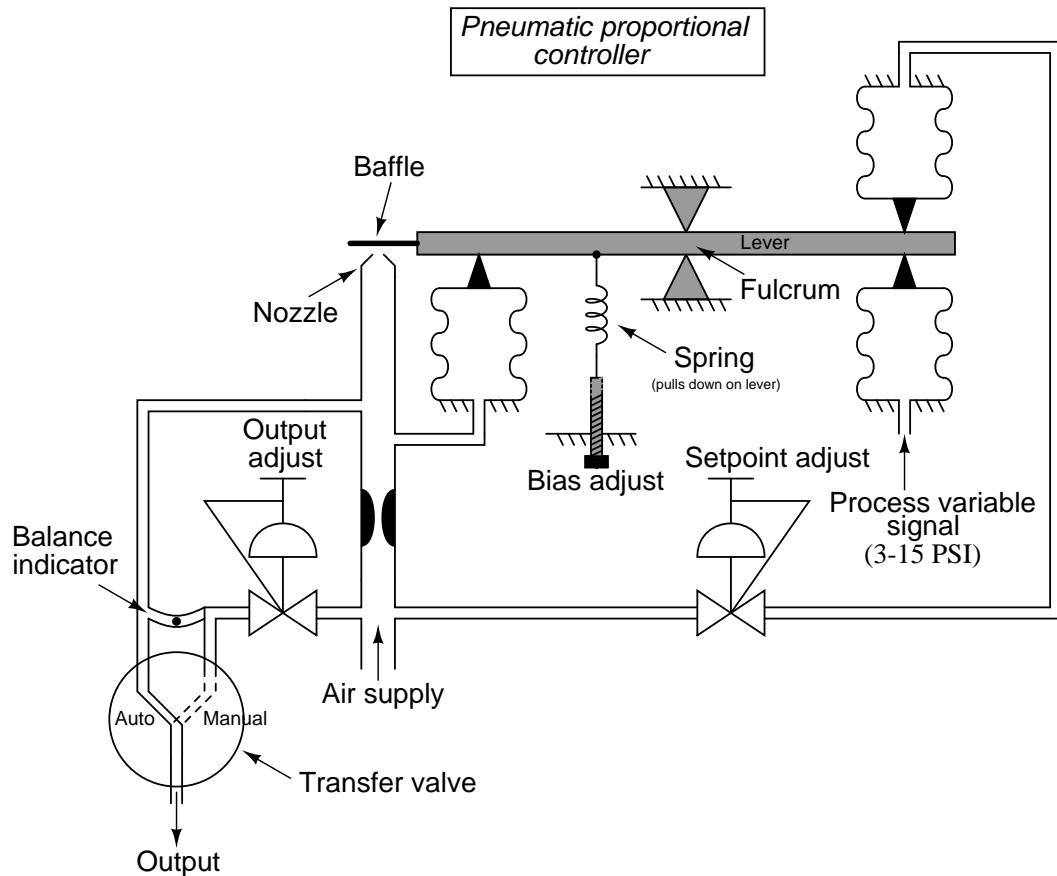 Pneumatic proportional
controller
Baffle
Lever
Nozzle
Fulcrum
Spring
(pulls down on lever)
Output
adjust
Bias adjust
Setpoint adjust
Process variable
signal
(3-15 PSI)
Balance
indicator
Air supply
Auto
Manual
Transfer valve
Output